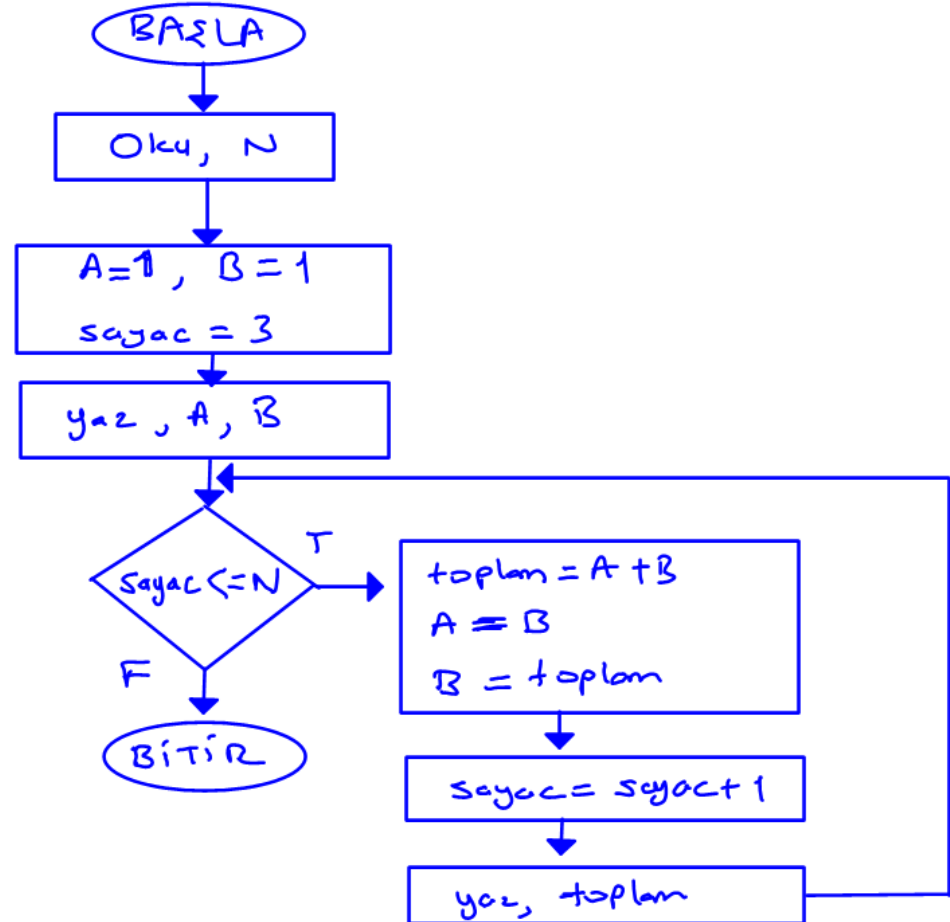 BAŞLA
Oku, N
A=1, B=1
sayac = 3
yaz, A, B
sayac<=N
T
F
BİTİR
toplam = A+B
A = B
B = toplam
sayac = sayac+1
yaz, toplam